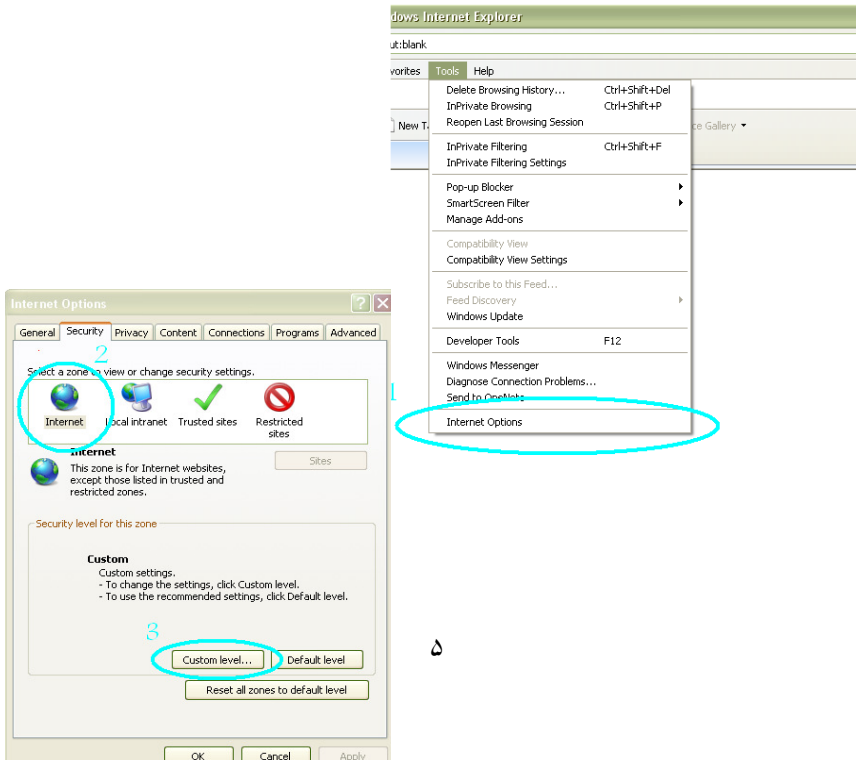 dows Internet Explorer
ut:blank
vorites Tools Help
Delete Browsing History... Ctrl+Shift+Del
InPrivate Browsing Ctrl+Shift+P
Reopen Last Browsing Session
New Ta
ce Gallery
InPrivate Filtering Ctrl+Shift+F
InPrivate Filtering Settings
Pop-up Blocker
SmartScreen Filter
Manage Add-ons
Compatibility View
Compatibility View Settings
Subscribe to this Feed...
Feed Discovery
Windows Update
Developer Tools F12
Windows Messenger
Diagnose Connection Problems...
Send to OneNote
1
Internet Options
Internet Options
General Security Privacy Content Connections Programs Advanced
2
Select a zone to view or change security settings.
Internet Local intranet Trusted sites Restricted
sites
Internet
Sites
This zone is for Internet websites,
except those listed in trusted and
restricted zones.
Security level for this zone
Custom
Custom settings.
- To change the settings, click Custom level.
- To use the recommended settings, click Default level.
3
Custom level... Default level
Reset all zones to default level
OK Cancel Apply
۵